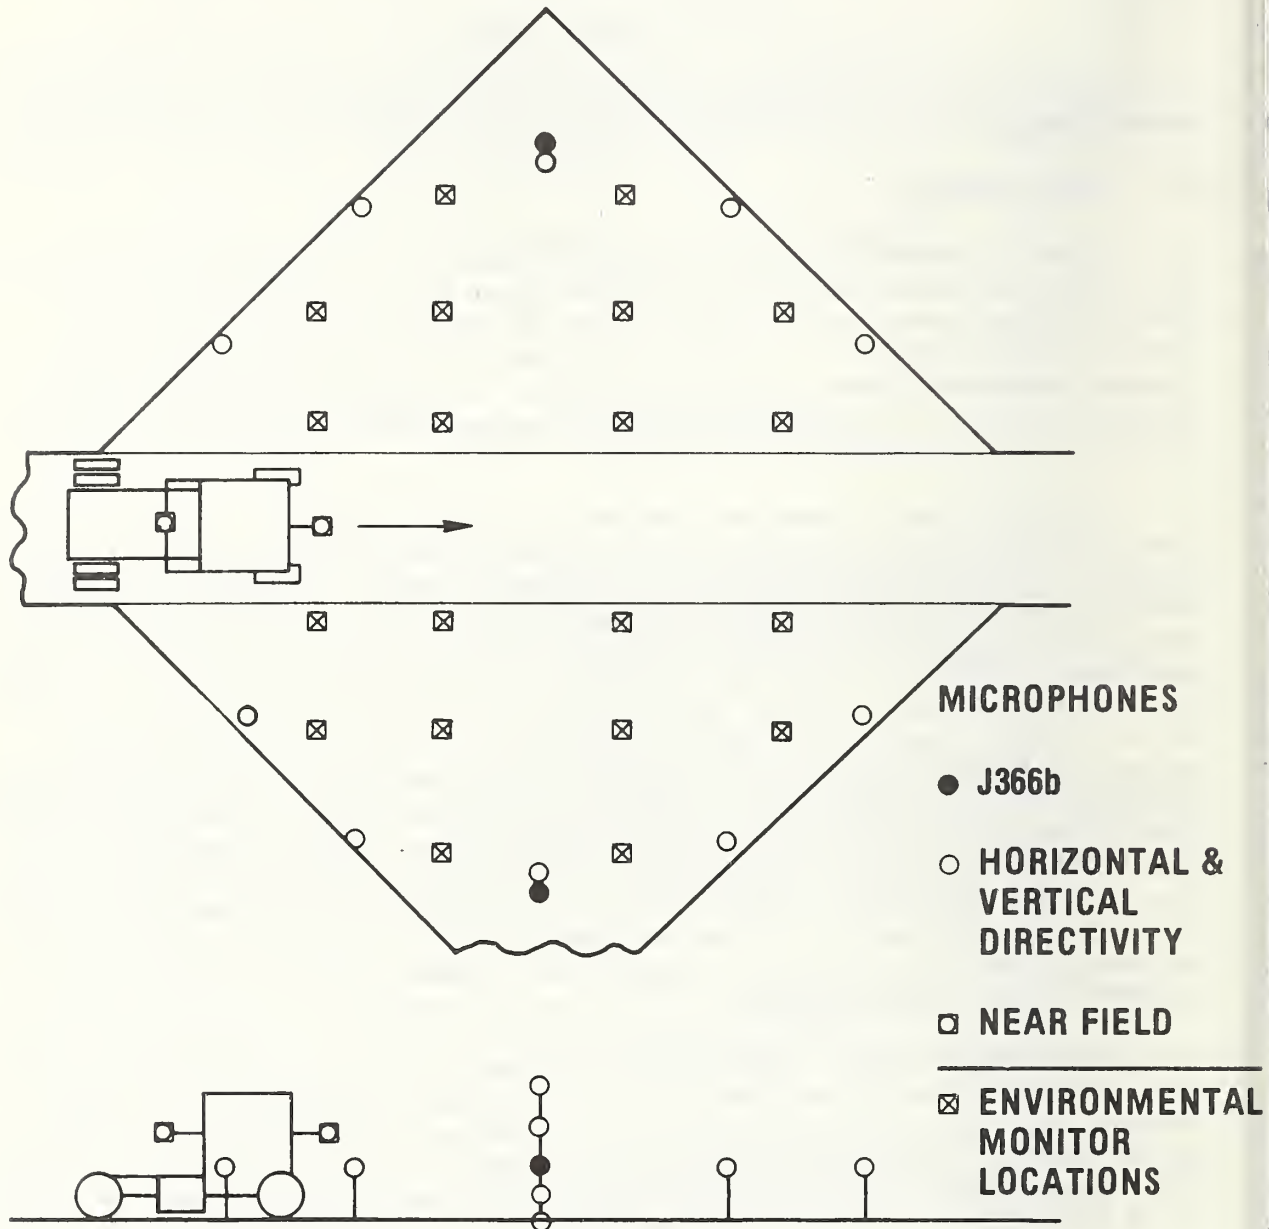 MICROPHONES
J366b
HORIZONTAL &
VERTICAL
DIRECTIVITY
NEAR FIELD
ENVIRONMENTAL
MONITOR
LOCATIONS